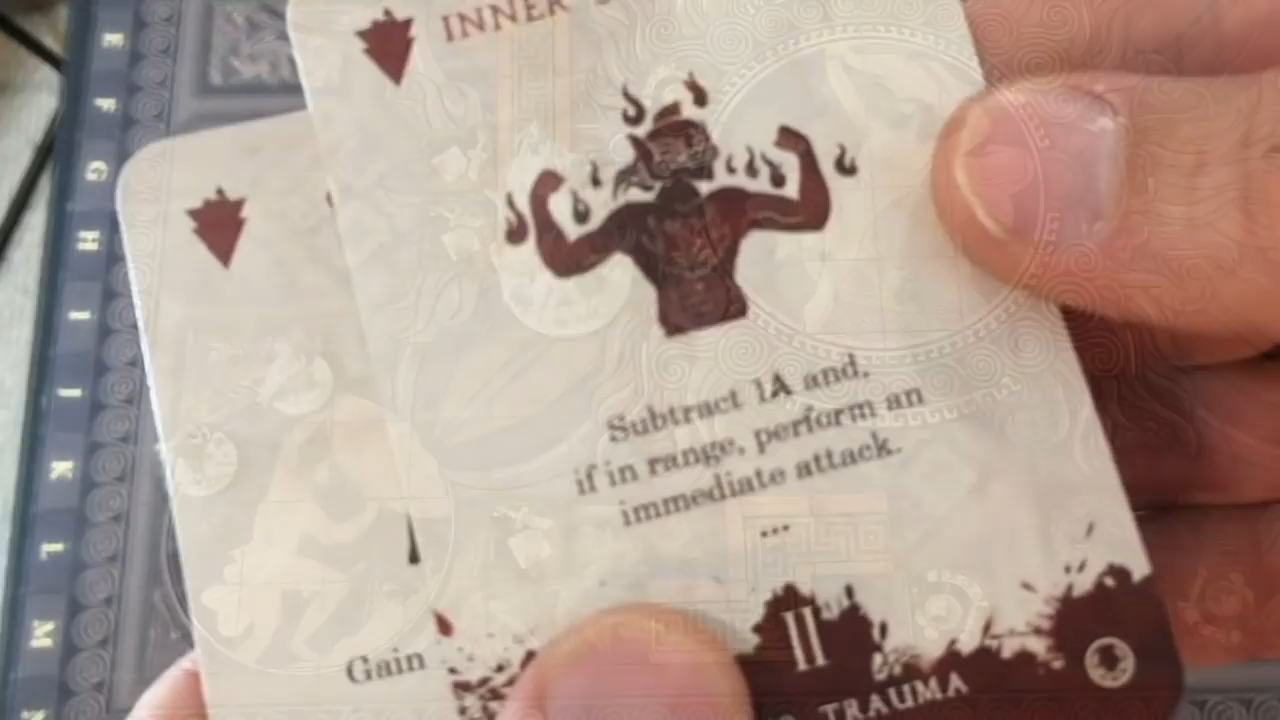 E
F
G
H
I
J
K
L
M
N
INNER
Subtract 1A and,
if in range, perform an
immediate attack.
...
Gain
II
TRAUMA